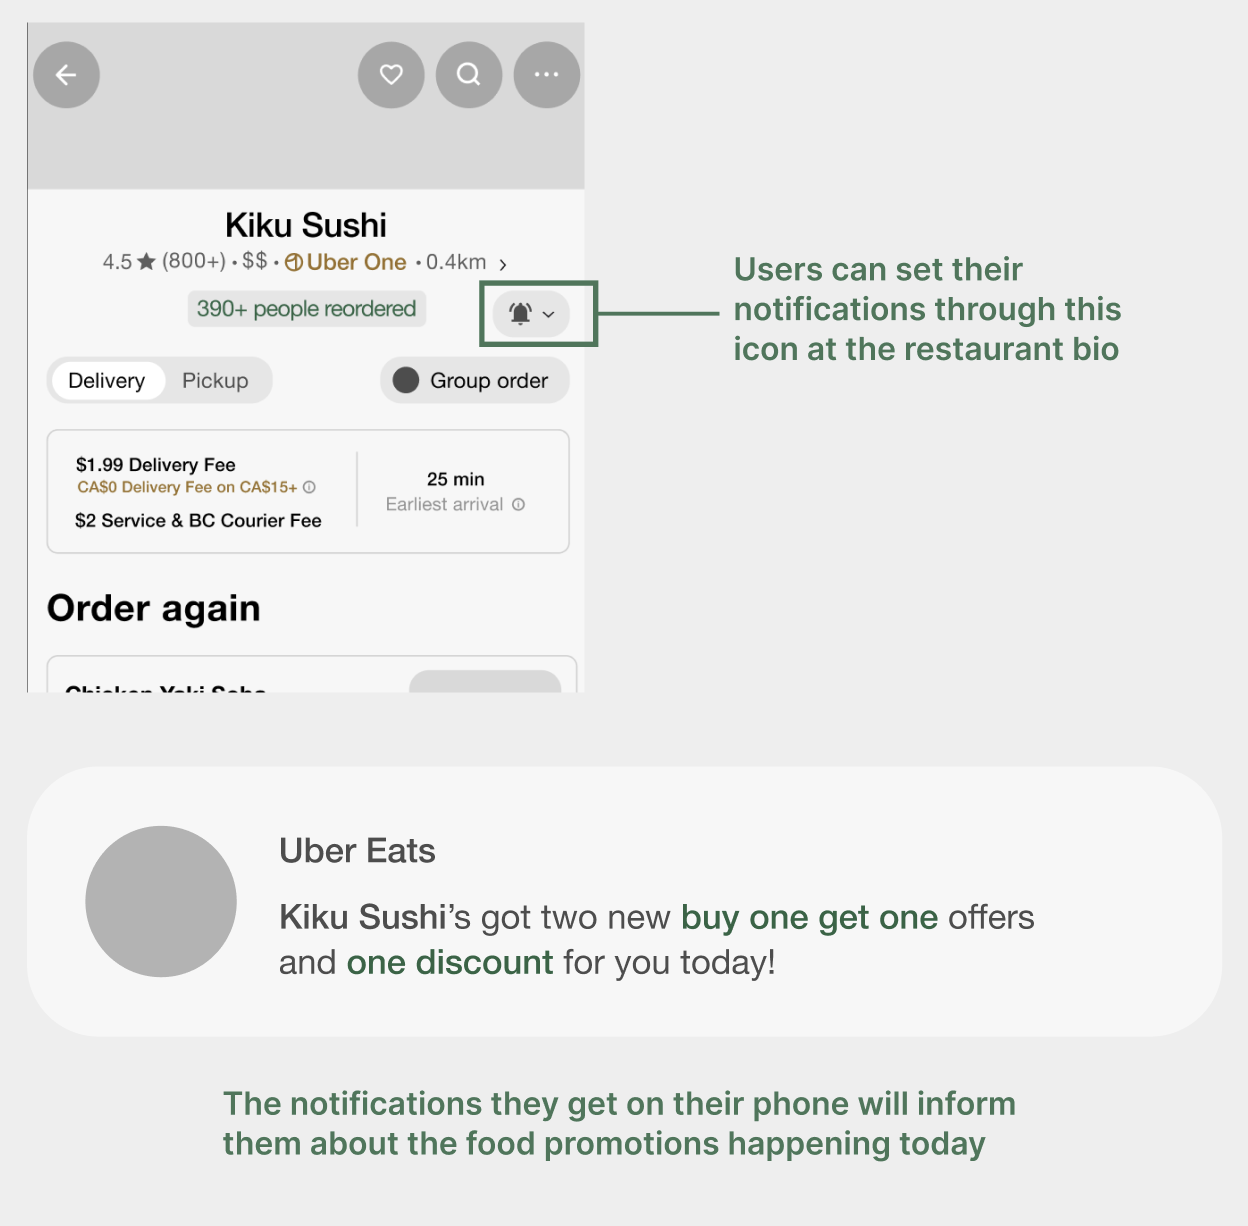 Kiku Sushi
4.5★ (800+) • $$ • Uber One • 0.4km >
390+ people reordered
Users can set their
notifications through this
icon at the restaurant bio
Delivery Pickup
Group order
$1.99 Delivery Fee
CA$0 Delivery Fee on CA$15+
$2 Service & BC Courier Fee
25 min
Earliest arrival
Order again
Chicken Yaki Soba
Uber Eats
Kiku Sushi’s got two new buy one get one offers
and one discount for you today!
The notifications they get on their phone will inform
them about the food promotions happening today